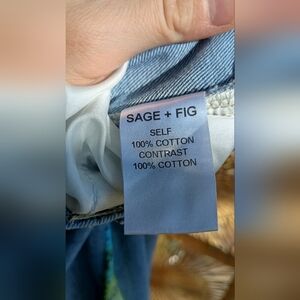 SAGE + FIG
SELF
100% COTTON
CONTRAST
100% COTTON